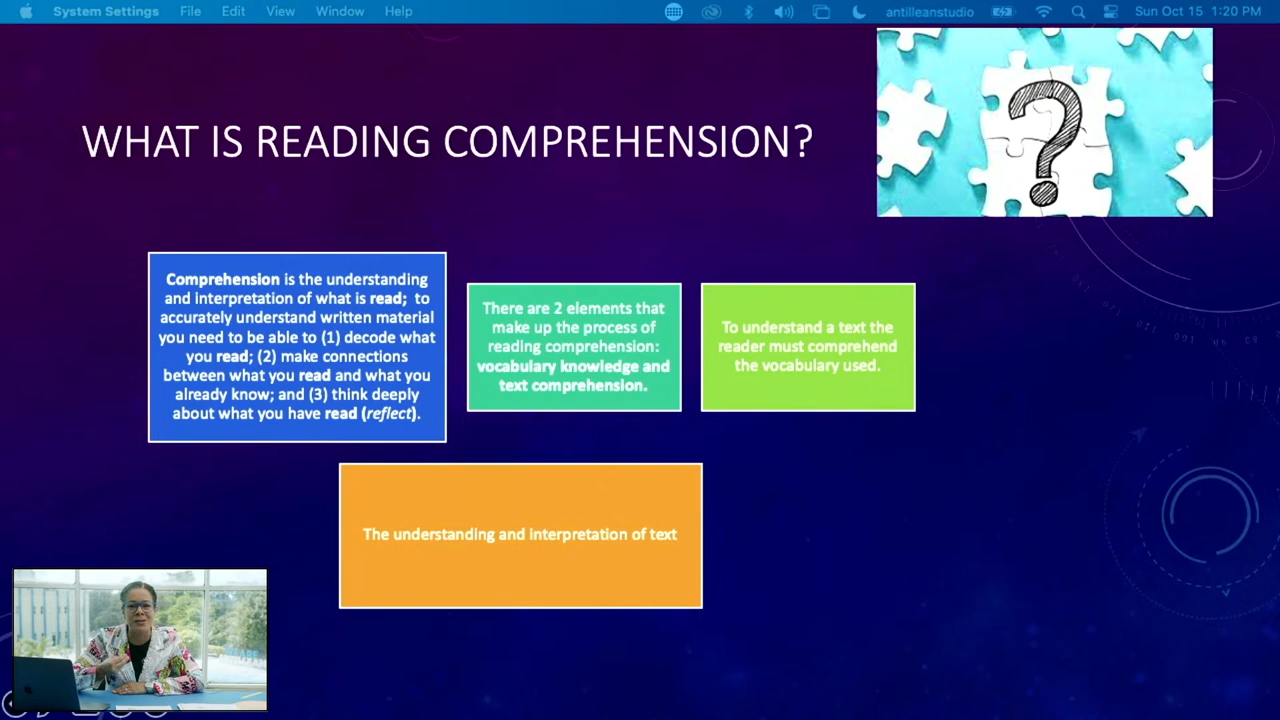 System Settings File Edit View Window Help antilleanstudio Sun Oct 15 1:20 PM
WHAT IS READING COMPREHENSION?
?
Comprehension is the understanding
and interpretation of what is read; to
accurately understand written material
you need to be able to (1) decode what
you read; (2) make connections
between what you read and what you
already know; and (3) think deeply
about what you have read (reflect).
There are 2 elements that
make up the process of
reading comprehension:
vocabulary knowledge and
text comprehension.
To understand a text the
reader must comprehend
the vocabulary used.
The understanding and interpretation of text